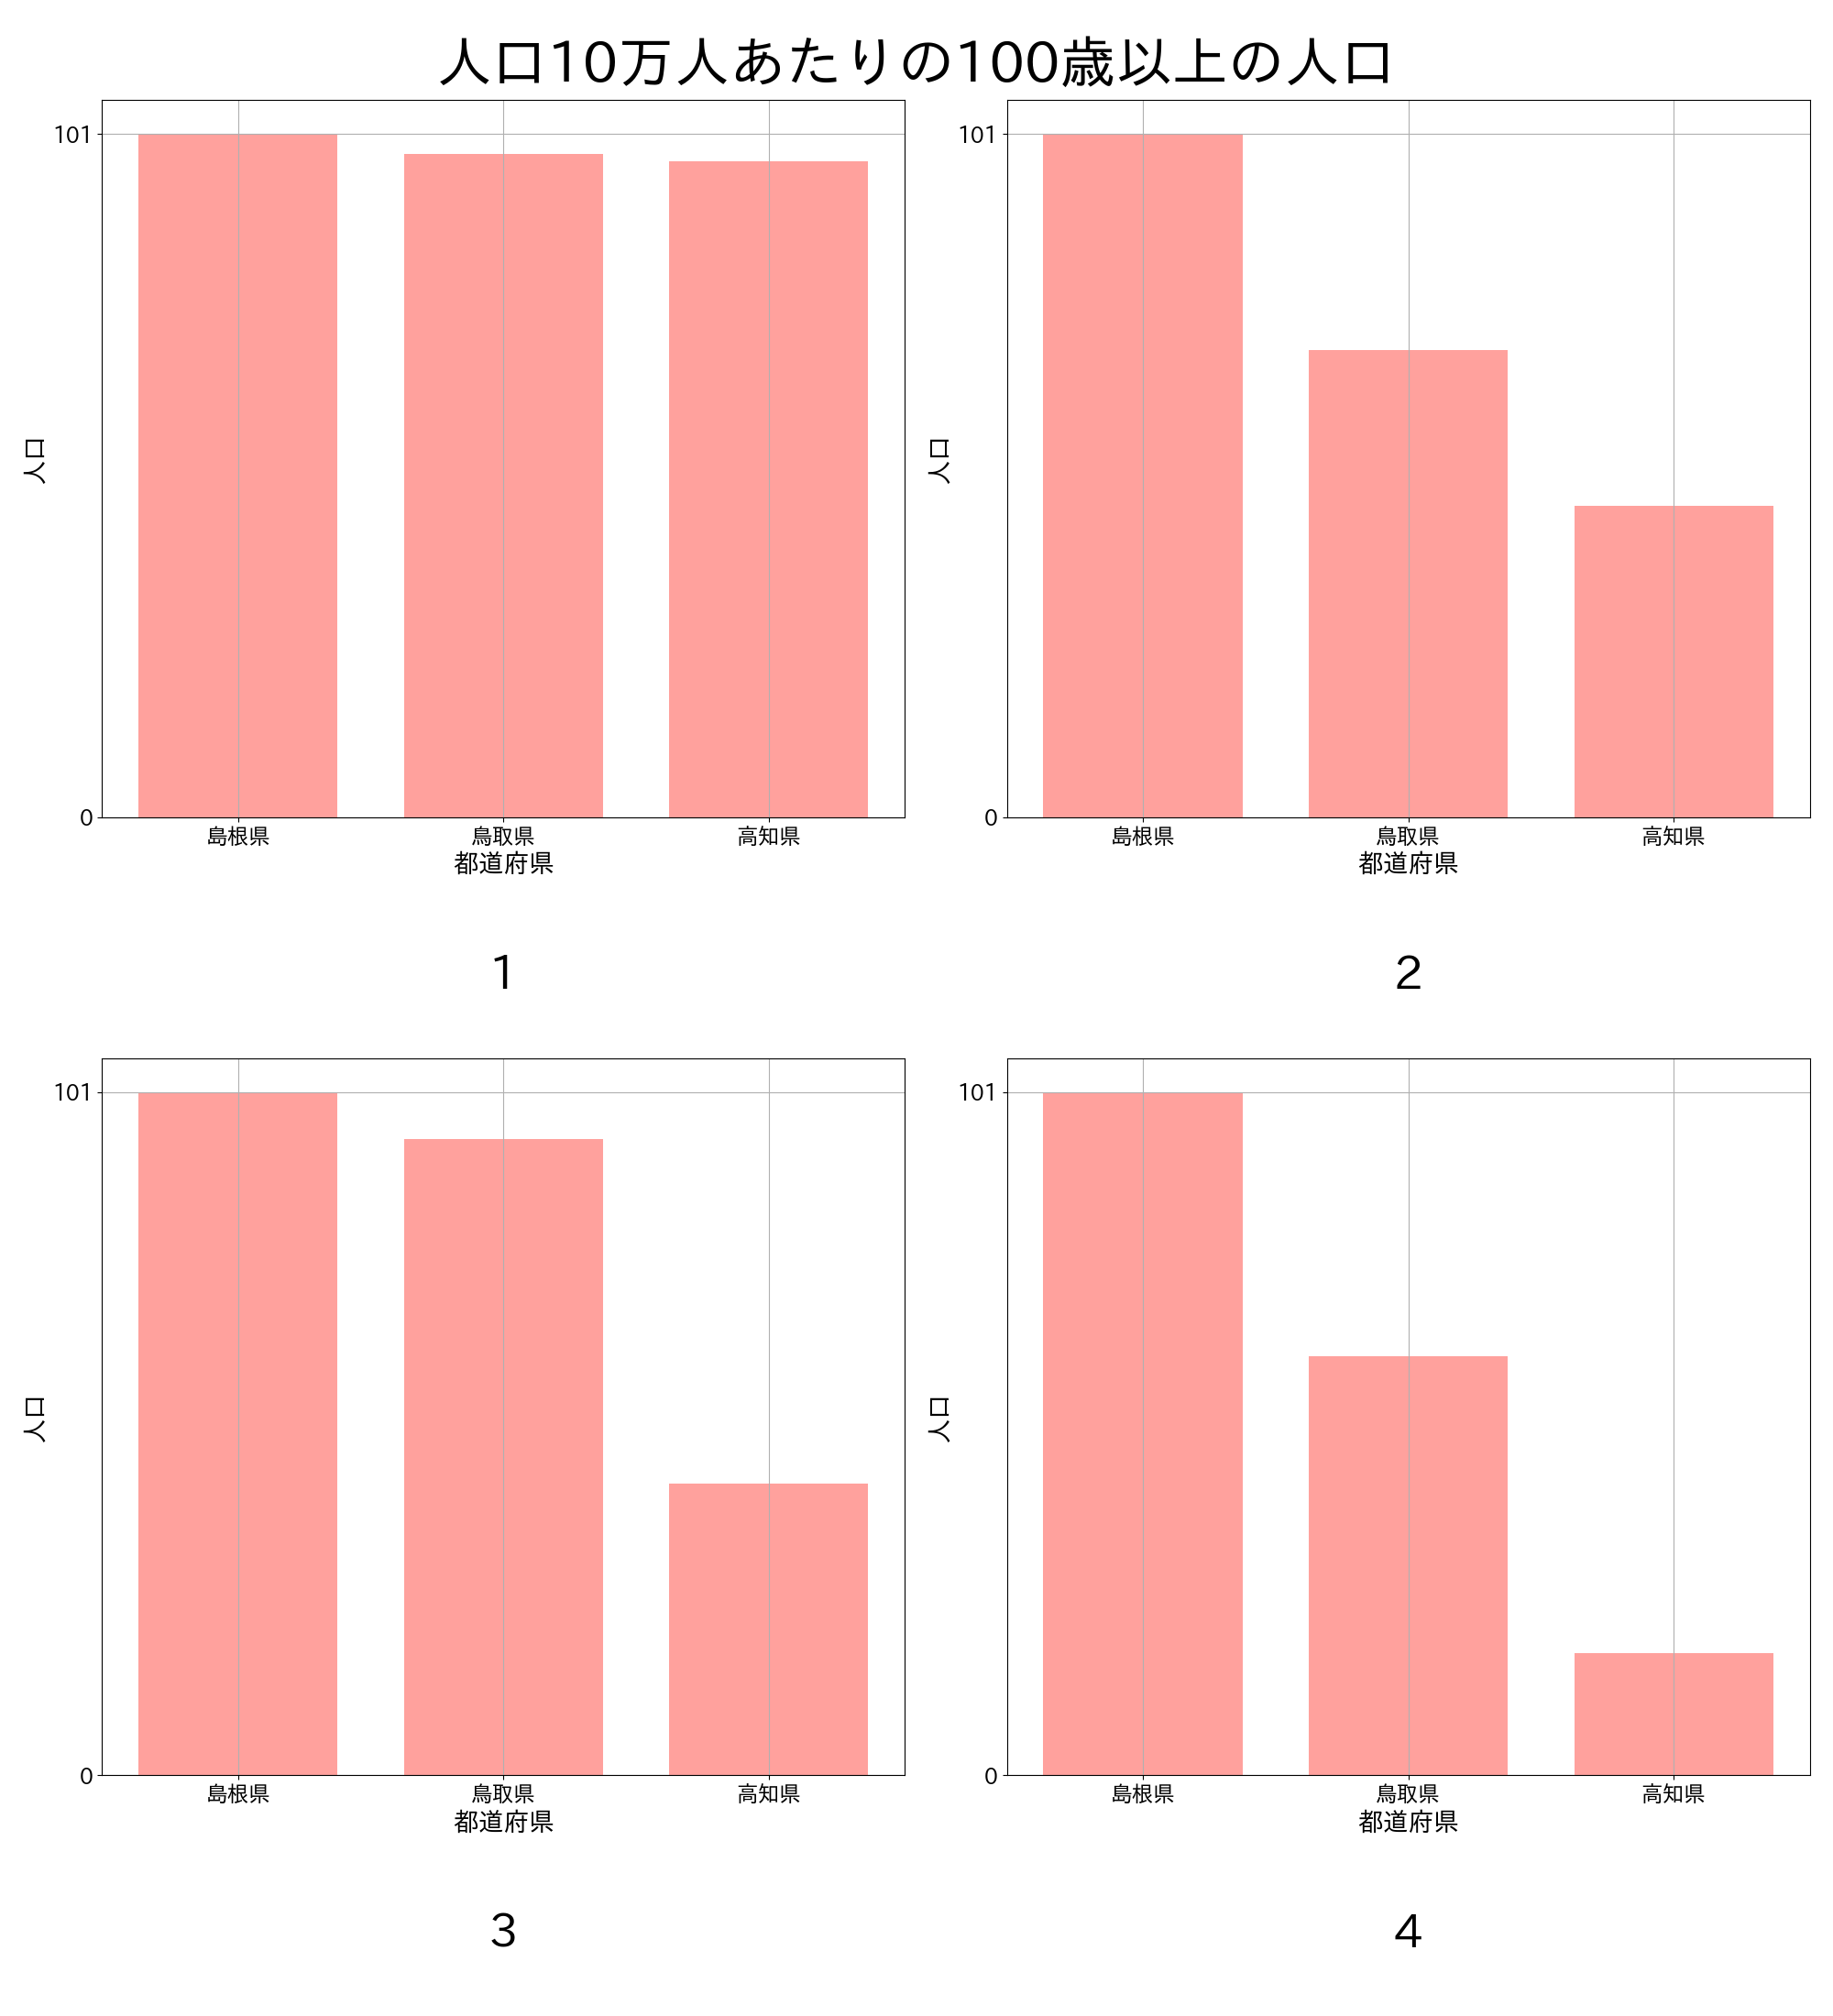 人口10万人あたりの100歳以上の人口
101
0
人口
島根県 鳥取県 高知県
都道府県
1
101
0
人口
島根県 鳥取県 高知県
都道府県
2
101
0
人口
島根県 鳥取県 高知県
都道府県
3
101
0
人口
島根県 鳥取県 高知県
都道府県
4